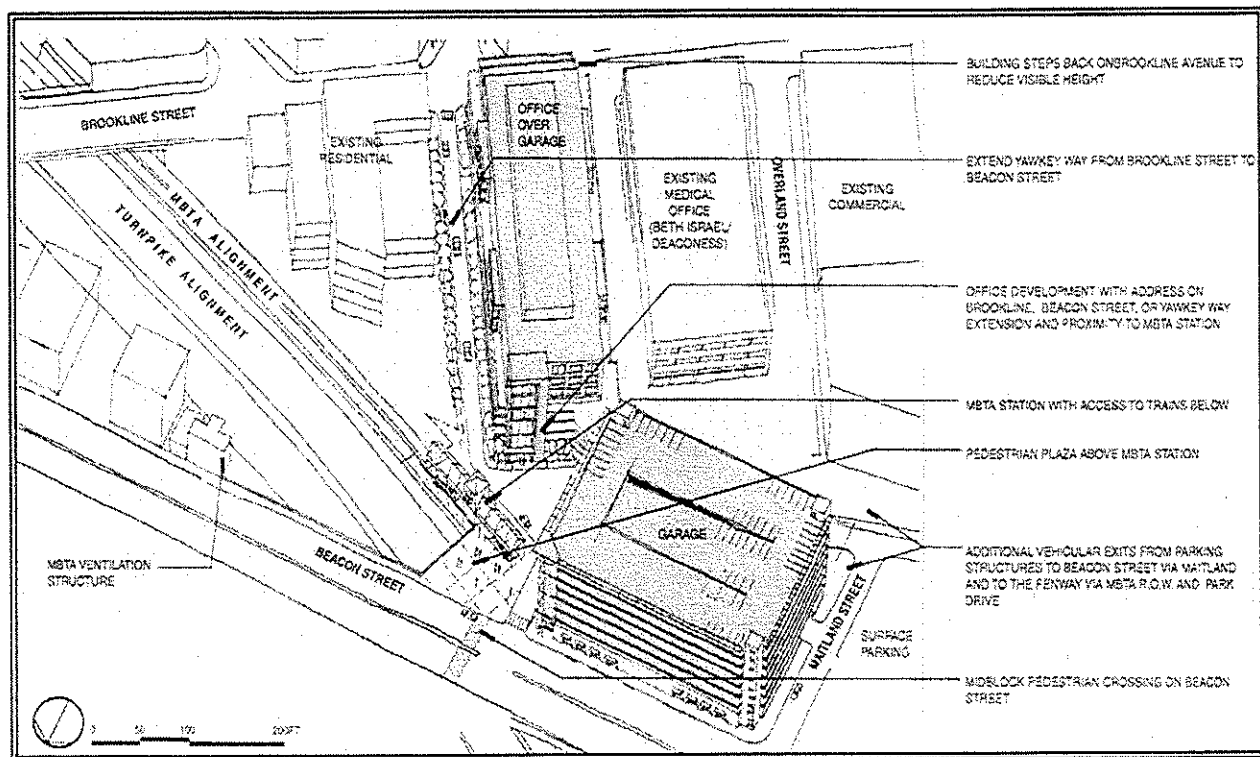 BUILDING STEPS BACK ONBROOKLINE AVENUE TO
REDUCE VISIBLE HEIGHT
BROOKLINE STREET
EXISTING
RESIDENTIAL
OFFICE
OVER
GARAGE
EXTEND YAWKEY WAY FROM BROOKLINE STREET TO
BEACON STREET
EXISTING
MEDICAL
OFFICE
(BETH ISRAEL/
DEACONESS)
OVERLAND STREET
EXISTING
COMMERCIAL
MBTA ALIGNMENT
TURNPIKE ALIGNMENT
OFFICE DEVELOPMENT WITH ADDRESS ON
BROOKLINE, BEACON STREET, OR YAWKEY WAY
EXTENSION AND PROXIMITY TO MBTA STATION
MBTA STATION WITH ACCESS TO TRAINS BELOW
PEDESTRIAN PLAZA ABOVE MBTA STATION
GARAGE
MBTA VENTILATION
STRUCTURE
BEACON STREET
ADDITIONAL VEHICULAR EXITS FROM PARKING
STRUCTURES TO BEACON STREET VIA MAITLAND
AND TO THE FENWAY VIA MBTA R.O.W. AND PARK
DRIVE
MAITLAND STREET
SURFACE
PARKING
MIDBLOCK PEDESTRIAN CROSSING ON BEACON
STREET
0 50 100 200FT